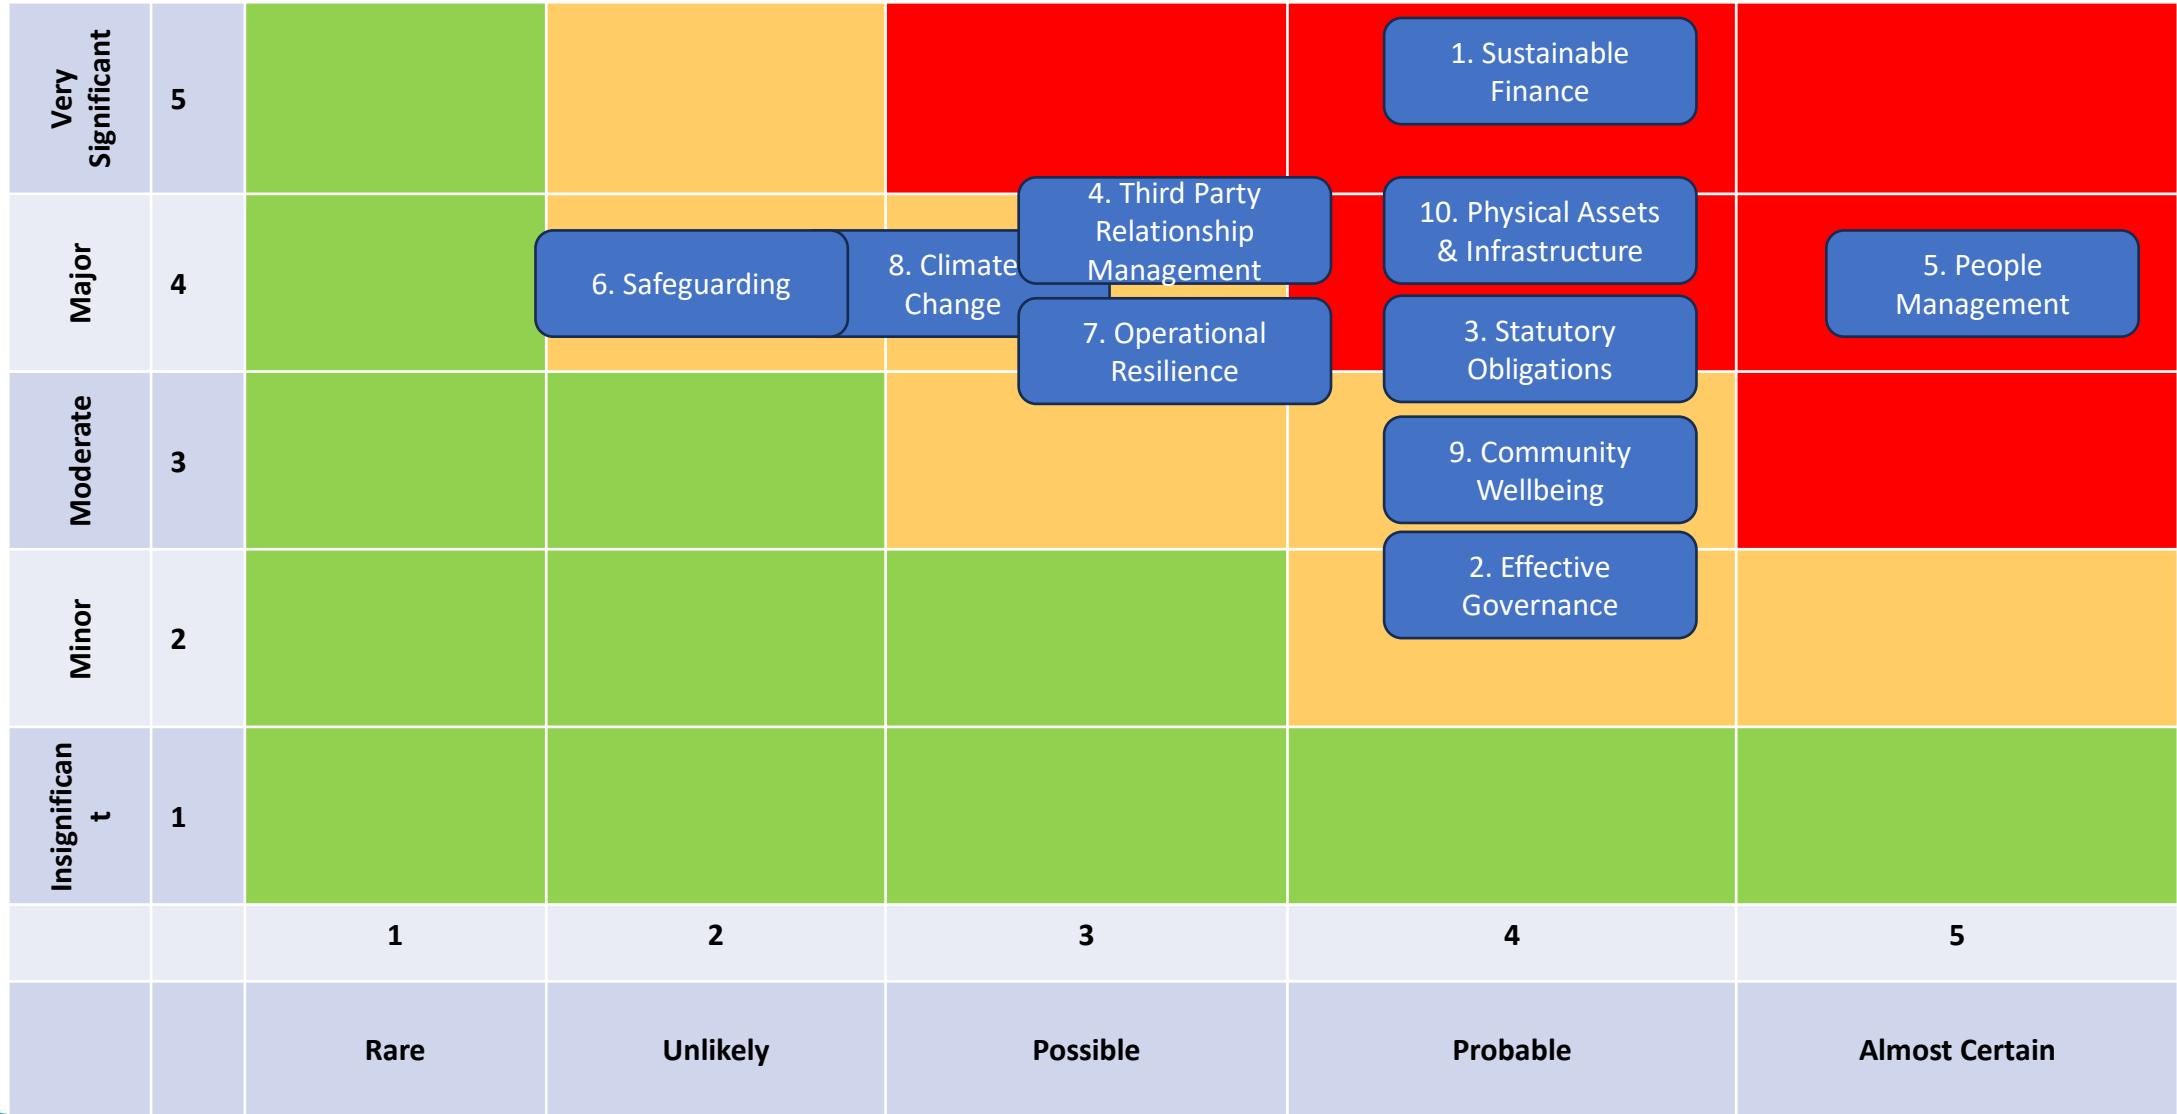 Very
Significant
5
1. Sustainable
Finance
Major
4
6. Safeguarding
8. Climate
Change
4. Third Party
Relationship
Management
7. Operational
Resilience
10. Physical Assets
& Infrastructure
3. Statutory
Obligations
5. People
Management
Moderate
3
9. Community
Wellbeing
Minor
2
2. Effective
Governance
Insignifican
t
1
1
2
3
4
5
Rare
Unlikely
Possible
Probable
Almost Certain